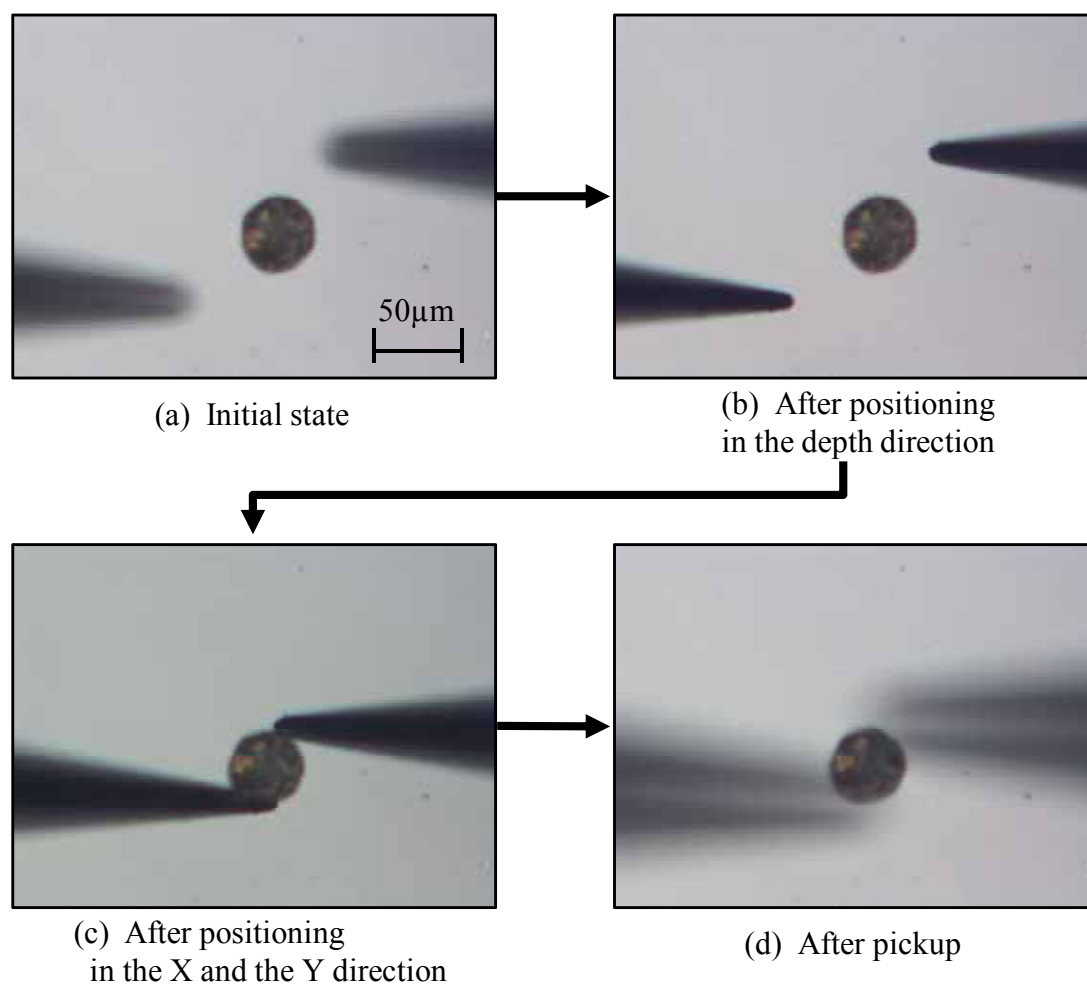 50µm
(a) Initial state
(b) After positioning
in the depth direction
(c) After positioning
in the X and the Y direction
(d) After pickup